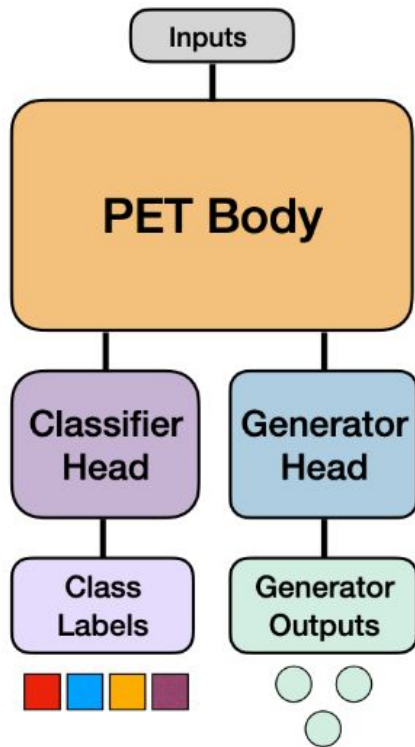 Inputs
PET Body
Classifier
Head
Generator
Head
Class
Labels
Generator
Outputs